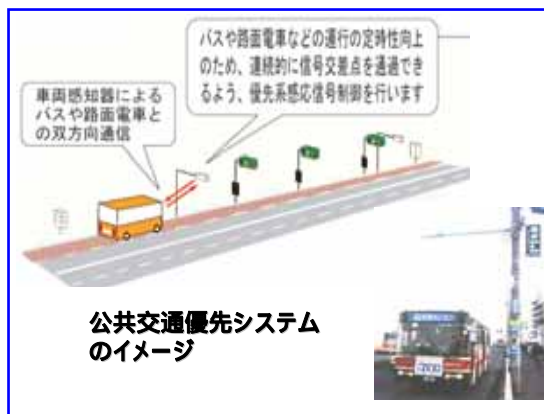 バスや路面電車などの運行の定時性向上
のため、連続的に信号交差点を通過でき
るよう、優先系感応信号制御を行います
車両感知器による
バスや路面電車と
の双方向通信
公共交通優先システム
のイメージ